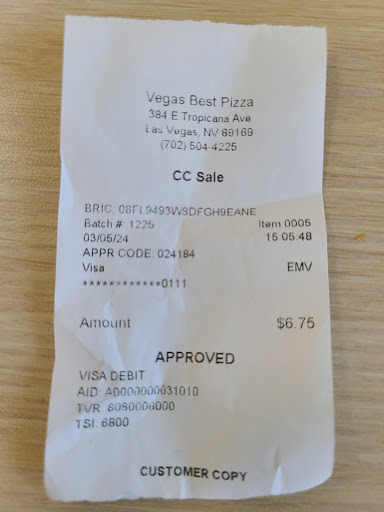 Vegas Best Pizza
384 E Tropicana Ave
Las Vegas, NV 89169
(702) 504-4225
CC Sale
BRIC: 08FL9493W9DFGH9EANE
Batch # 1225 Item 0005
03/05/24 15:05:48
APPR CODE: 024184
Visa EMV
************0111
Amount $6.75
APPROVED
VISA DEBIT
AID: A0000000031010
TVR: 8080008000
TSI: 6800
CUSTOMER COPY